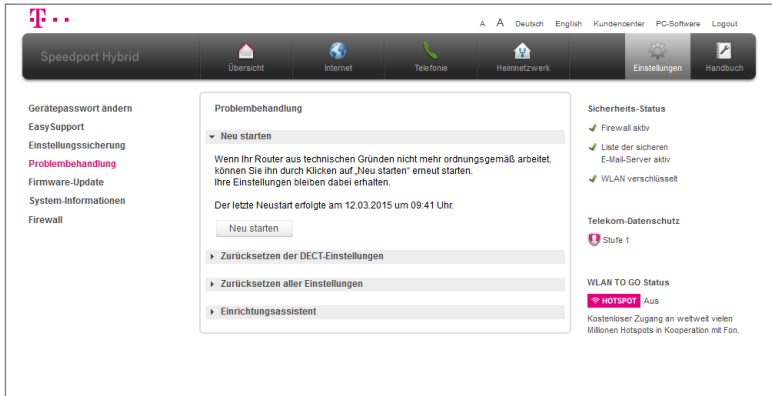 T
A A Deutsch English Kundencenter PC-Software Logout
Speedport Hybrid
Übersicht Internet Telefonie Heimnetzwerk Einstellungen Handbuch
Gerätepasswort ändern
EasySupport
Einstellungssicherung
Problembehandlung
Firmware-Update
System-Informationen
Firewall
Problembehandlung
Neu starten
Wenn Ihr Router aus technischen Gründen nicht mehr ordnungsgemäß arbeitet,
können Sie ihn durch Klicken auf „Neu starten“ erneut starten.
Ihre Einstellungen bleiben dabei erhalten.
Der letzte Neustart erfolgte am 12.03.2015 um 09:41 Uhr.
Neu starten
Zurücksetzen der DECT-Einstellungen
Zurücksetzen aller Einstellungen
Einrichtungsassistent
Sicherheits-Status
Firewall aktiv
Liste der sicheren
E-Mail-Server aktiv
WLAN verschlüsselt
Telekom-Datenschutz
Stufe 1
WLAN TO GO Status
HOTSPOT Aus
Kostenloser Zugang an weltweit vielen
Millionen Hotspots in Kooperation mit Fon.